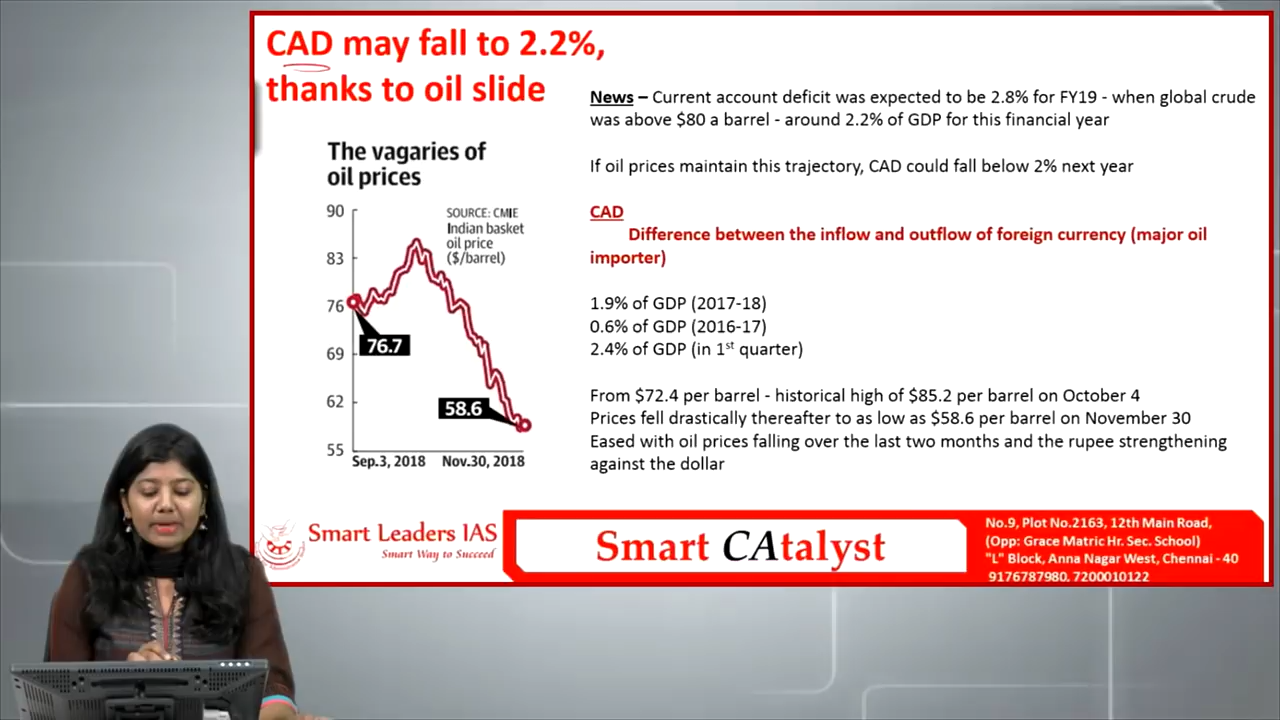 CAD may fall to 2.2%,
thanks to oil slide
The vagaries of
oil prices
90
83
76
69
62
55
SOURCE: CMIE
Indian basket
oil price
($/barrel)
76.7
58.6
Sep.3, 2018 Nov.30, 2018
News – Current account deficit was expected to be 2.8% for FY19 - when global crude
was above $80 a barrel - around 2.2% of GDP for this financial year
If oil prices maintain this trajectory, CAD could fall below 2% next year
CAD
Difference between the inflow and outflow of foreign currency (major oil
importer)
1.9% of GDP (2017-18)
0.6% of GDP (2016-17)
2.4% of GDP (in 1st quarter)
From $72.4 per barrel - historical high of $85.2 per barrel on October 4
Prices fell drastically thereafter to as low as $58.6 per barrel on November 30
Eased with oil prices falling over the last two months and the rupee strengthening
against the dollar
Smart Leaders IAS
Smart Way to Succeed
Smart CAtalyst
No.9, Plot No.2163, 12th Main Road,
(Opp: Grace Matric Hr. Sec. School)
"L" Block, Anna Nagar West, Chennai - 40
9176787980, 7200010122